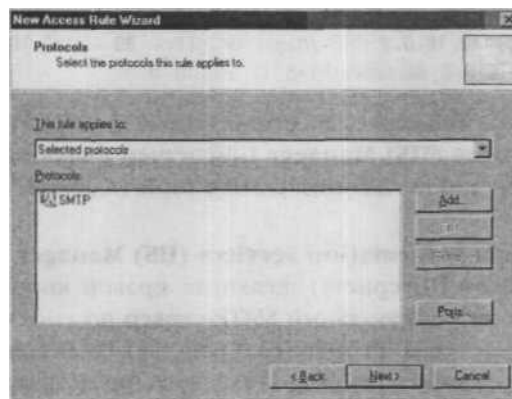 New Access Rule Wizard
Protocols
Select the protocols this rule applies to.
This rule applies to:
Selected protocols
Protocols:
SMTP
Add...
Ports...
< Back
Next >
Cancel